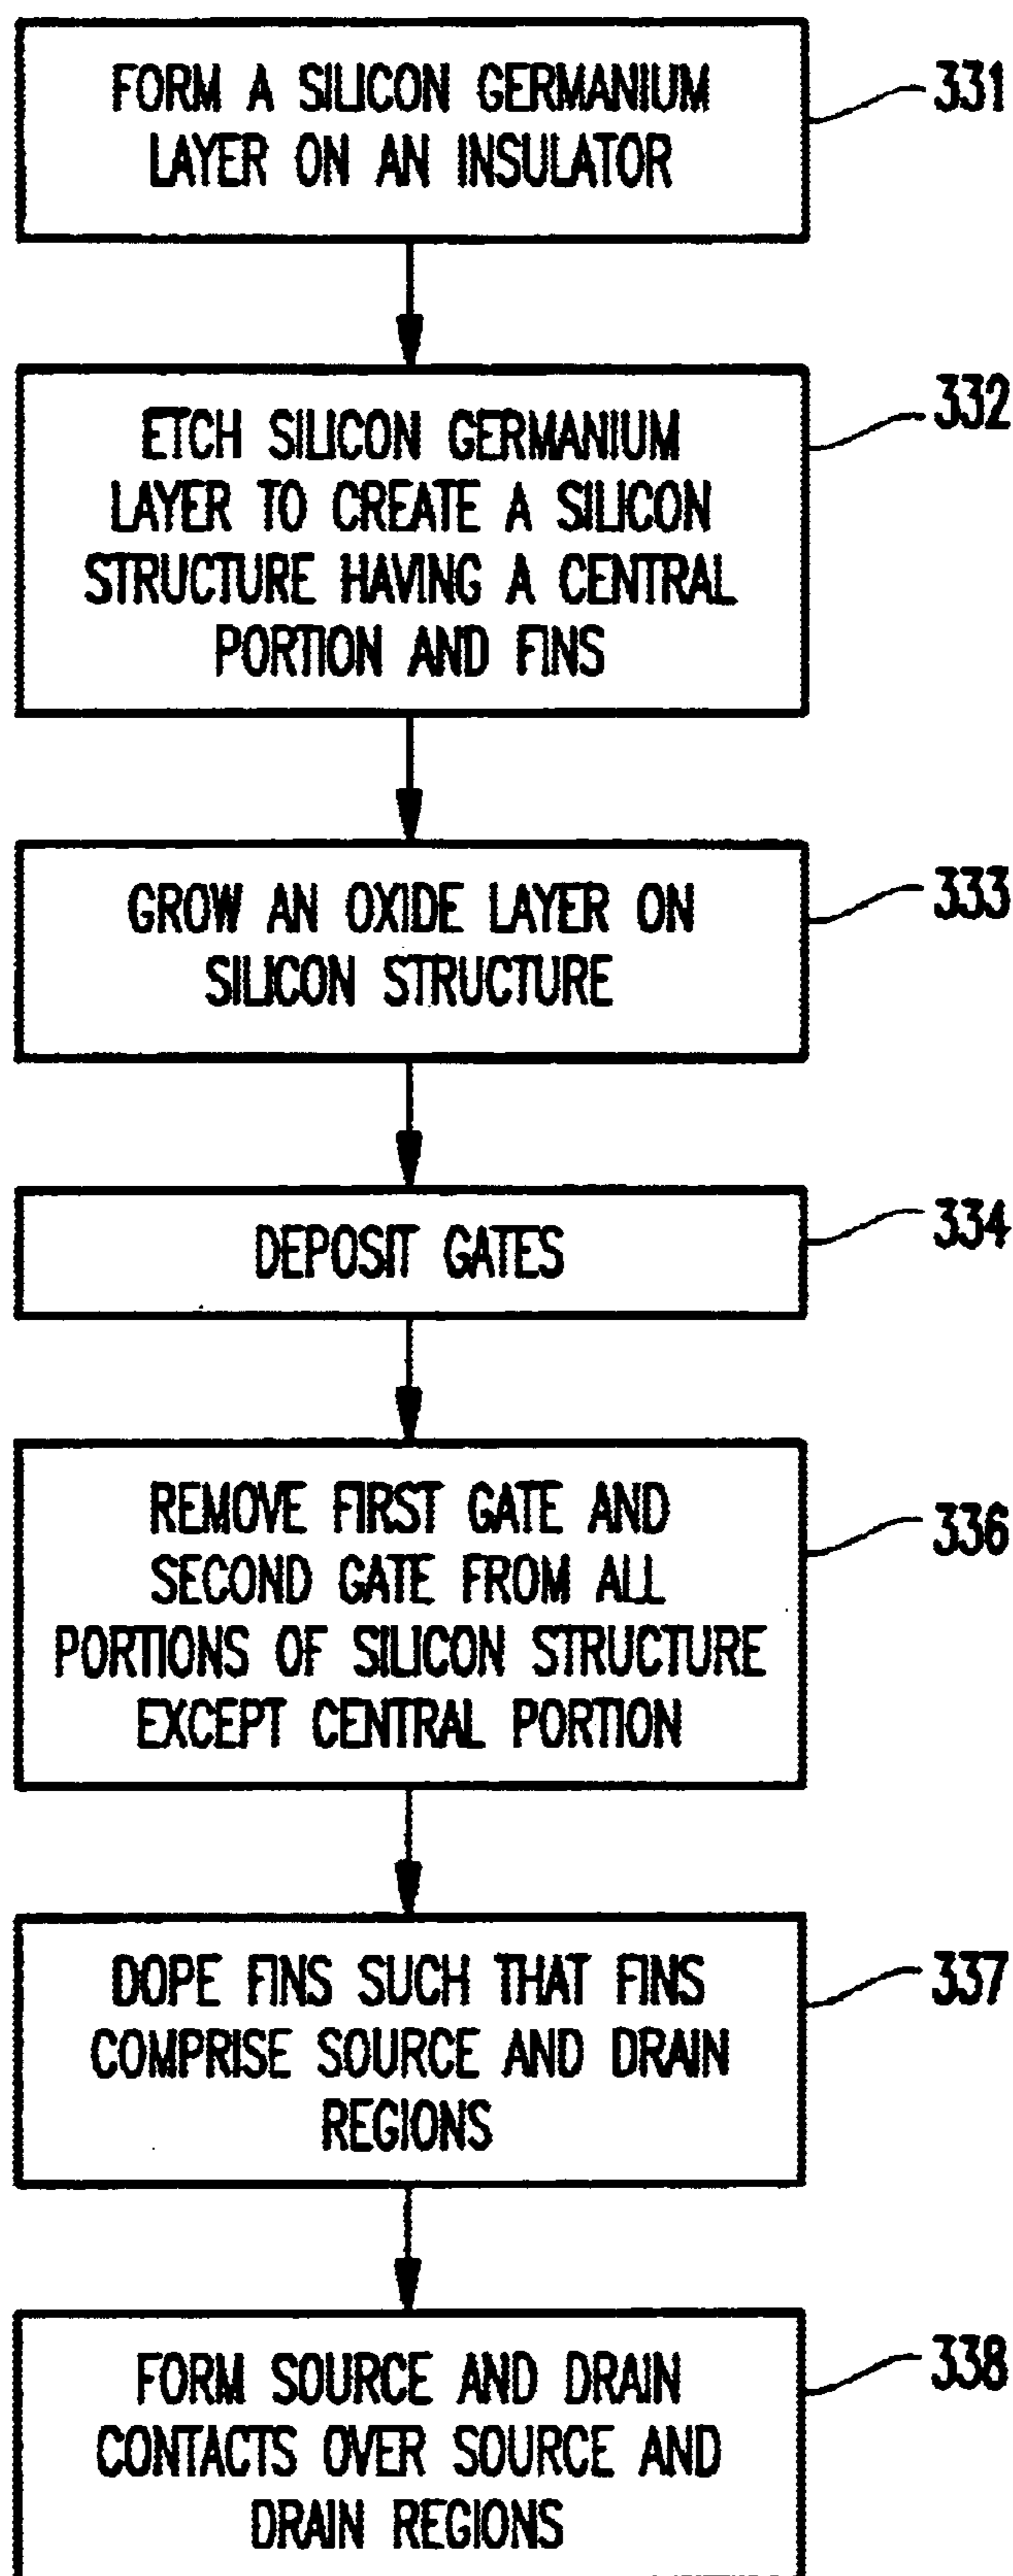 FORM A SILICON GERMANIUM
LAYER ON AN INSULATOR
331
ETCH SILICON GERMANIUM
LAYER TO CREATE A SILICON
STRUCTURE HAVING A CENTRAL
PORTION AND FINS
332
GROW AN OXIDE LAYER ON
SILICON STRUCTURE
333
DEPOSIT GATES
334
REMOVE FIRST GATE AND
SECOND GATE FROM ALL
PORTIONS OF SILICON STRUCTURE
EXCEPT CENTRAL PORTION
336
DOPE FINS SUCH THAT FINS
COMPRISE SOURCE AND DRAIN
REGIONS
337
FORM SOURCE AND DRAIN
CONTACTS OVER SOURCE AND
DRAIN REGIONS
338